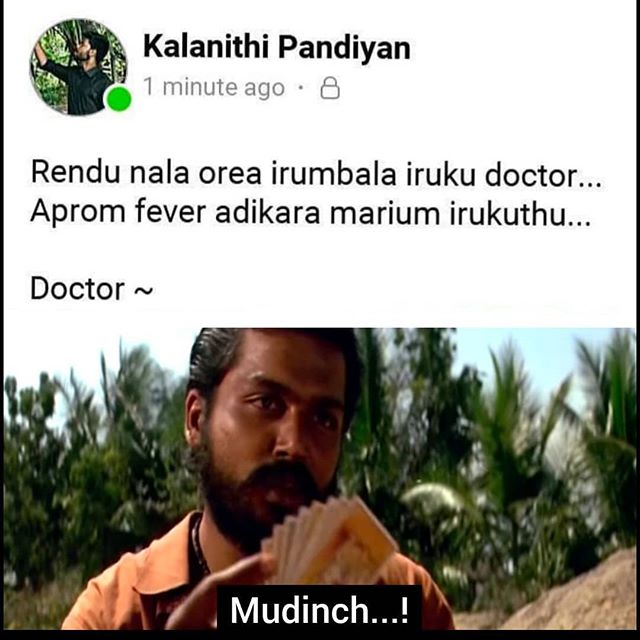 Kalanithi Pandiyan
1 minute ago ·
Rendu nala orea irumbala iruku doctor...
Aprom fever adikara marium irukuthu...
Doctor ~
Mudinch...!